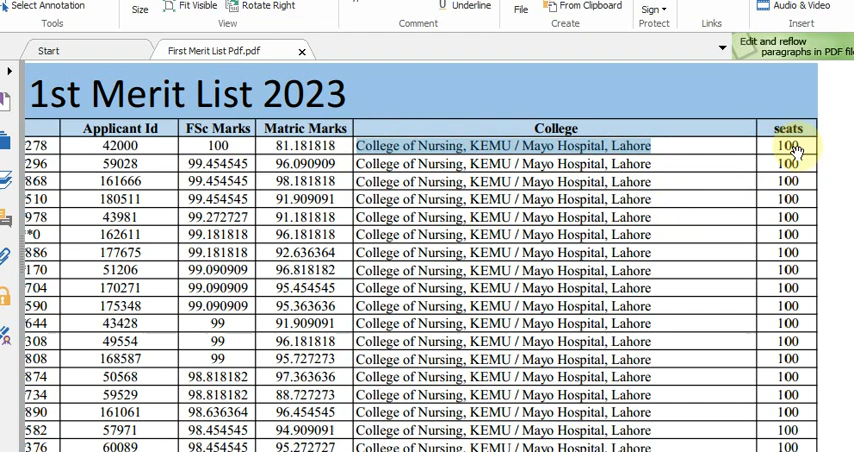 Select Annotation Size Fit Visible Rotate Right Underline File From Clipboard Sign Audio & Video
Tools View Comment Create Protect Links Insert
Start First Merit List Pdf.pdf x Edit and reflow
paragraphs in PDF file
1st Merit List 2023
Applicant Id FSc Marks Matric Marks College seats
278 42000 100 81.181818 College of Nursing, KEMU / Mayo Hospital, Lahore 100
296 59028 99.454545 96.090909 College of Nursing, KEMU / Mayo Hospital, Lahore 100
868 161666 99.454545 98.181818 College of Nursing, KEMU / Mayo Hospital, Lahore 100
510 180511 99.454545 91.909091 College of Nursing, KEMU / Mayo Hospital, Lahore 100
978 43981 99.272727 91.181818 College of Nursing, KEMU / Mayo Hospital, Lahore 100
*0 162611 99.181818 96.181818 College of Nursing, KEMU / Mayo Hospital, Lahore 100
886 177675 99.181818 92.636364 College of Nursing, KEMU / Mayo Hospital, Lahore 100
170 51206 99.090909 96.818182 College of Nursing, KEMU / Mayo Hospital, Lahore 100
704 170271 99.090909 95.454545 College of Nursing, KEMU / Mayo Hospital, Lahore 100
590 175348 99.090909 95.363636 College of Nursing, KEMU / Mayo Hospital, Lahore 100
644 43428 99 91.909091 College of Nursing, KEMU / Mayo Hospital, Lahore 100
308 49554 99 96.181818 College of Nursing, KEMU / Mayo Hospital, Lahore 100
808 168587 99 95.727273 College of Nursing, KEMU / Mayo Hospital, Lahore 100
874 50568 98.818182 97.363636 College of Nursing, KEMU / Mayo Hospital, Lahore 100
734 59529 98.818182 88.727273 College of Nursing, KEMU / Mayo Hospital, Lahore 100
890 161061 98.636364 96.454545 College of Nursing, KEMU / Mayo Hospital, Lahore 100
582 57971 98.454545 94.909091 College of Nursing, KEMU / Mayo Hospital, Lahore 100
376 60089 98.454545 95.272727 College of Nursing, KEMU / Mayo Hospital, Lahore 100